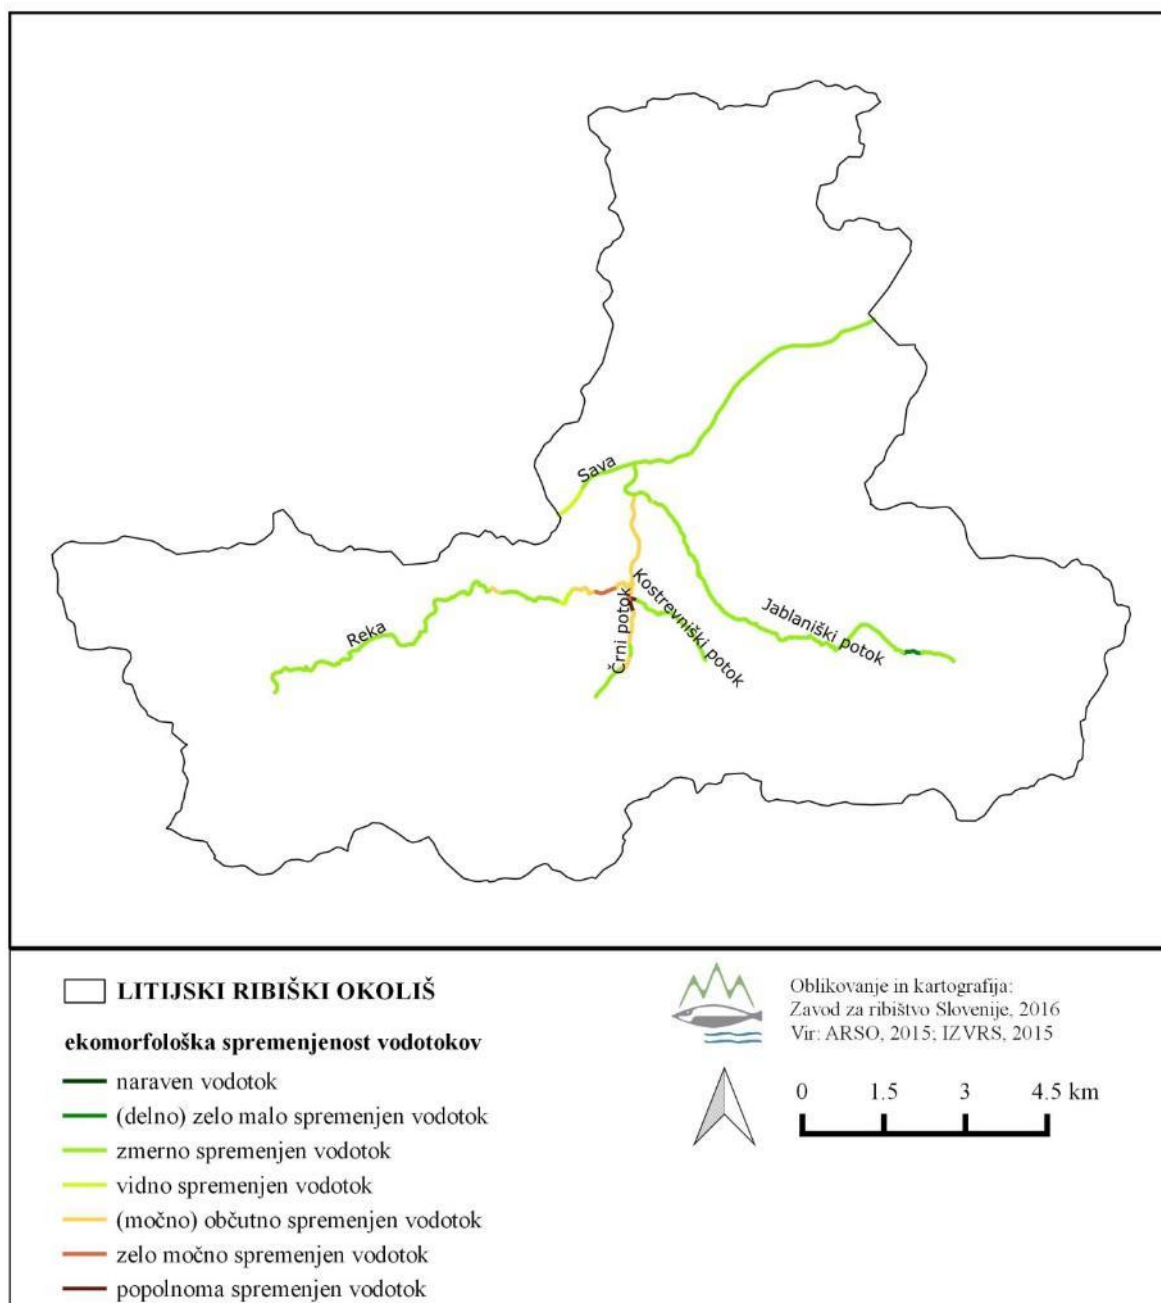 Sava
Reka
Črni potok
Kostrevniški potok
Jablaniški potok
LITIJSKI RIBIŠKI OKOLIŠ
ekomorfološka spremenjenost vodotokov
naraven vodotok
(delno) zelo malo spremenjen vodotok
zmerno spremenjen vodotok
vidno spremenjen vodotok
(močno) občutno spremenjen vodotok
zelo močno spremenjen vodotok
popolnoma spremenjen vodotok
Oblikovanje in kartografija:
Zavod za ribištvo Slovenije, 2016
Vir: ARSO, 2015; IZVRS, 2015
0 1.5 3 4.5 km